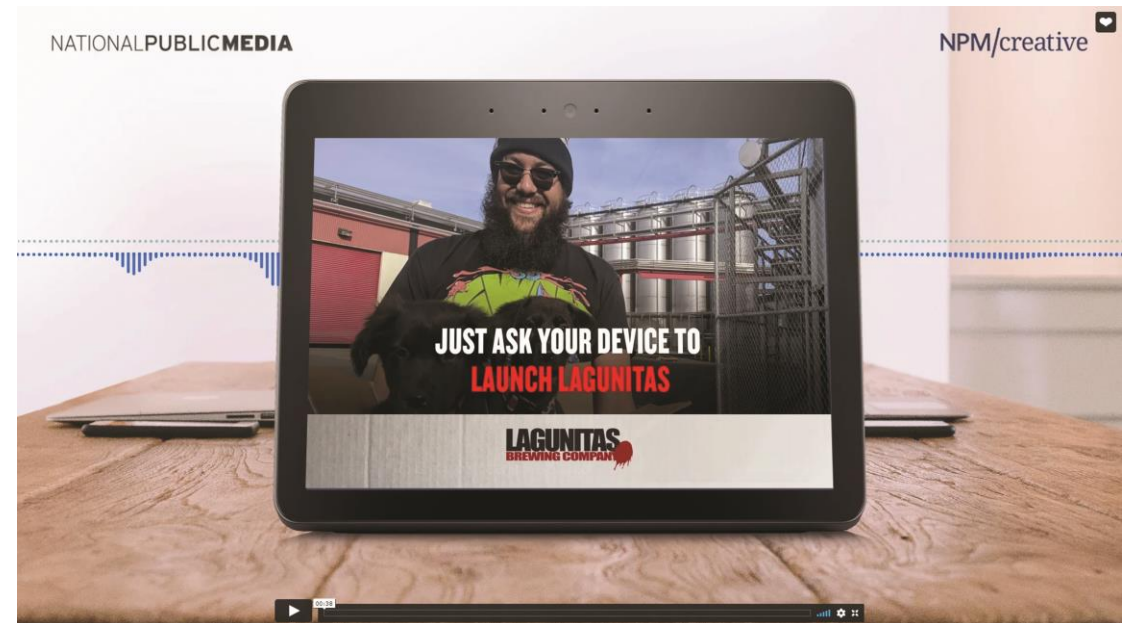 NATIONALPUBLICMEDIA
NPM/creative
JUST ASK YOUR DEVICE TO
LAUNCH LAGUNITAS
LAGUNITAS
BREWING COMPANY
00:38